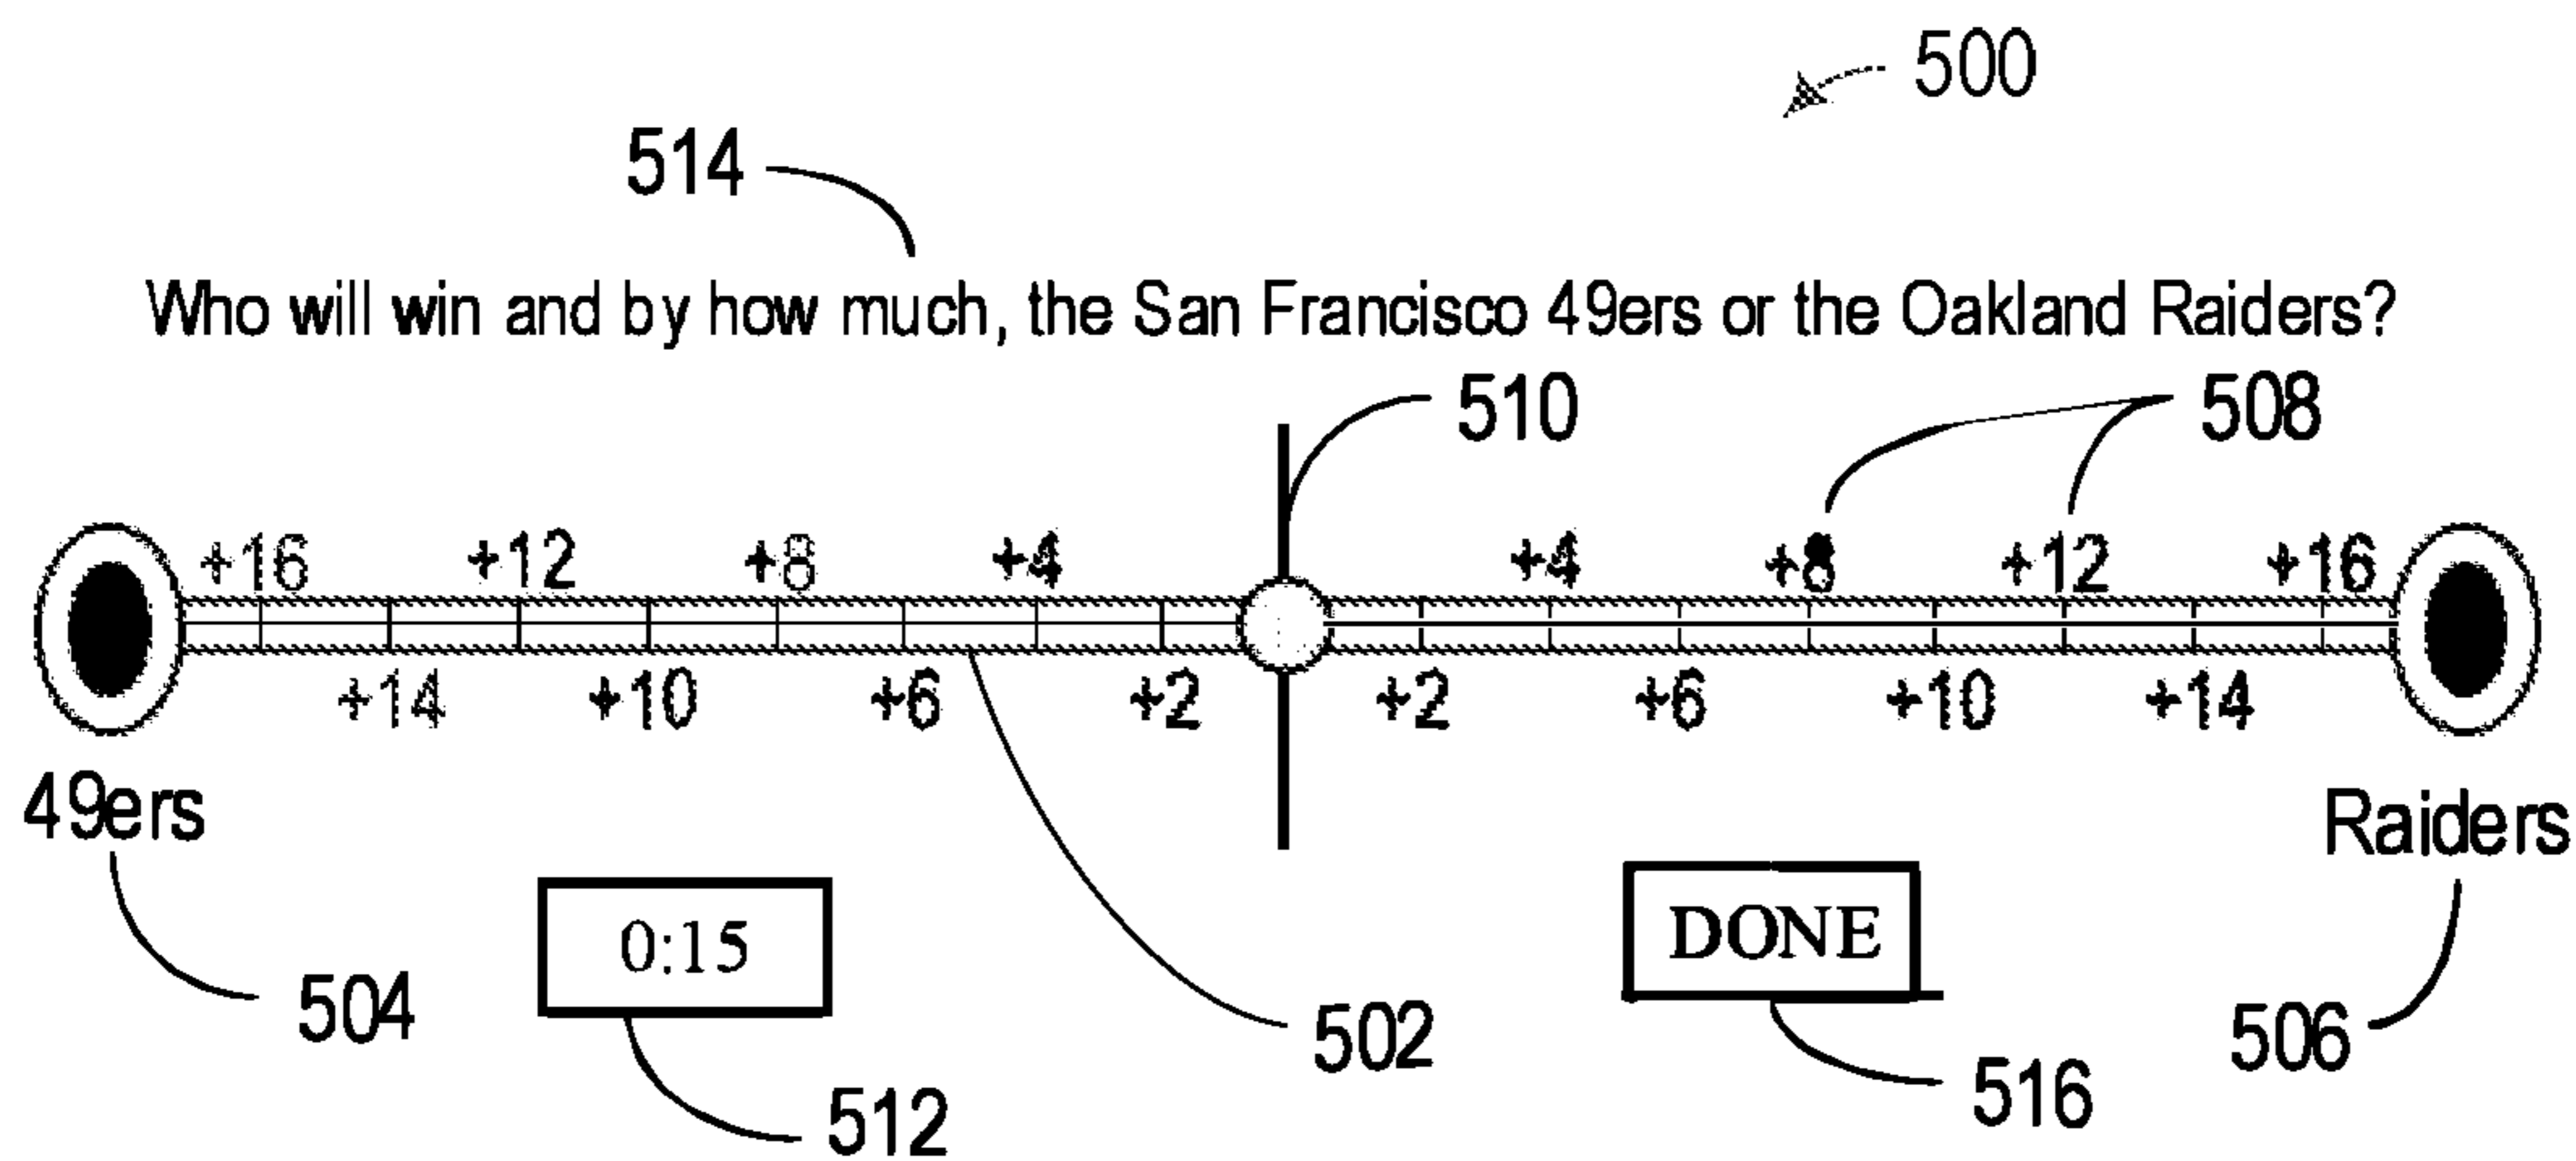 500
514
Who will win and by how much, the San Francisco 49ers or the Oakland Raiders?
510 508
+16 +12 +8 +4 +4 +8 +12 +16
+14 +10 +6 +2 +2 +6 +10 +14
49ers Raiders
0:15 DONE
504 502 506
512 516